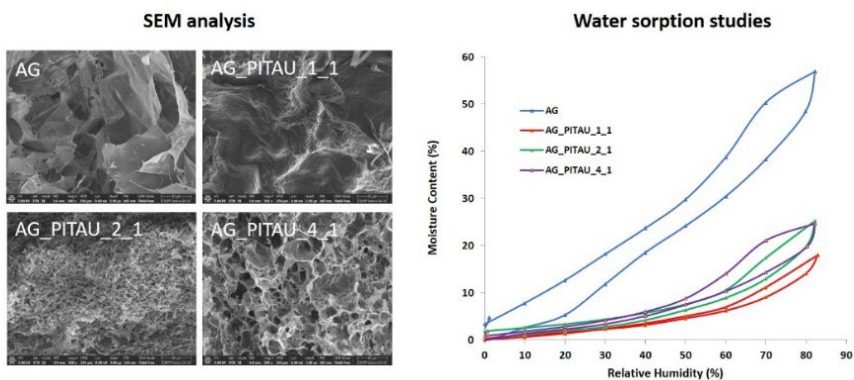 SEM analysis
AG
AG_PITAU_1_1
AG_PITAU_2_1
AG_PITAU_4_1
Water sorption studies
Moisture Content (%)
60
50
40
30
20
10
0
AG
AG_PITAU_1_1
AG_PITAU_2_1
AG_PITAU_4_1
0 10 20 30 40 50 60 70 80 90
Relative Humidity (%)